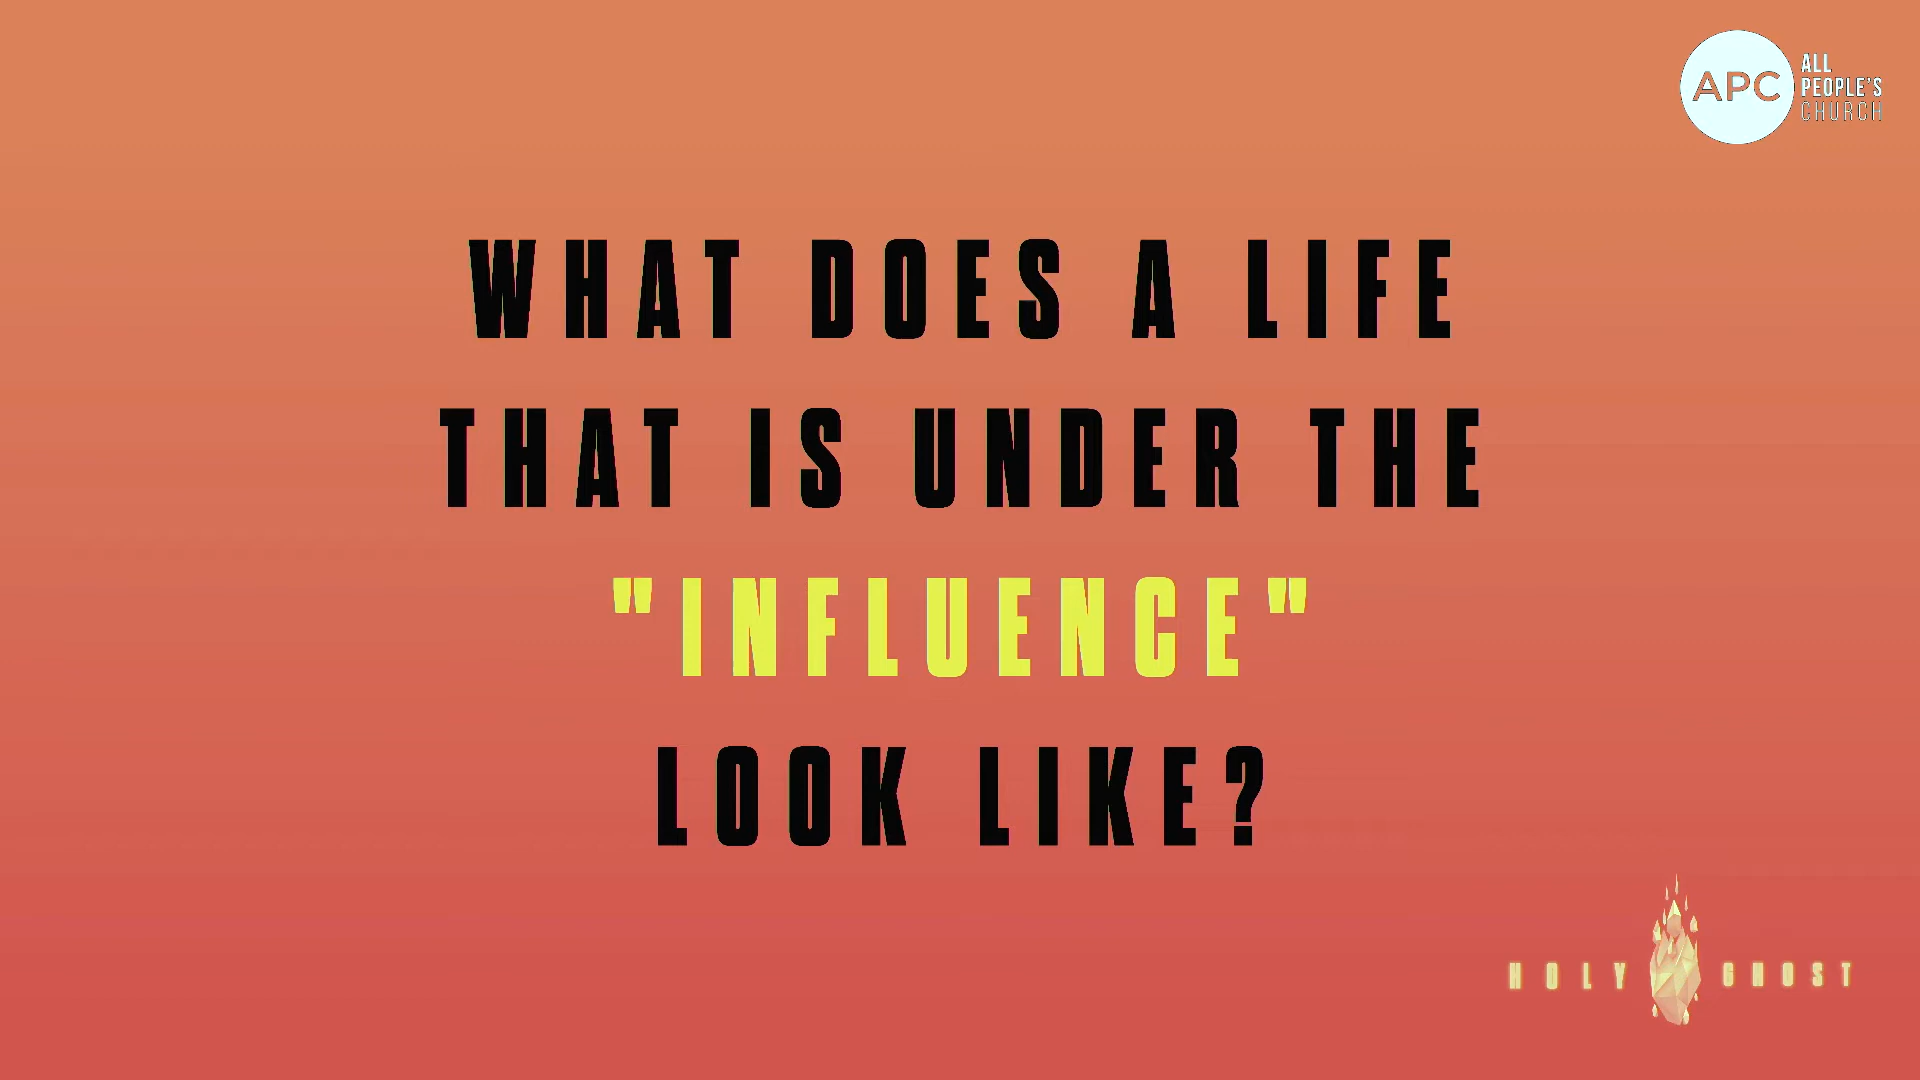 APC
ALL
PEOPLE'S
CHURCH
WHAT DOES A LIFE
THAT IS UNDER THE
"INFLUENCE"
LOOK LIKE?
HOLY GHOST